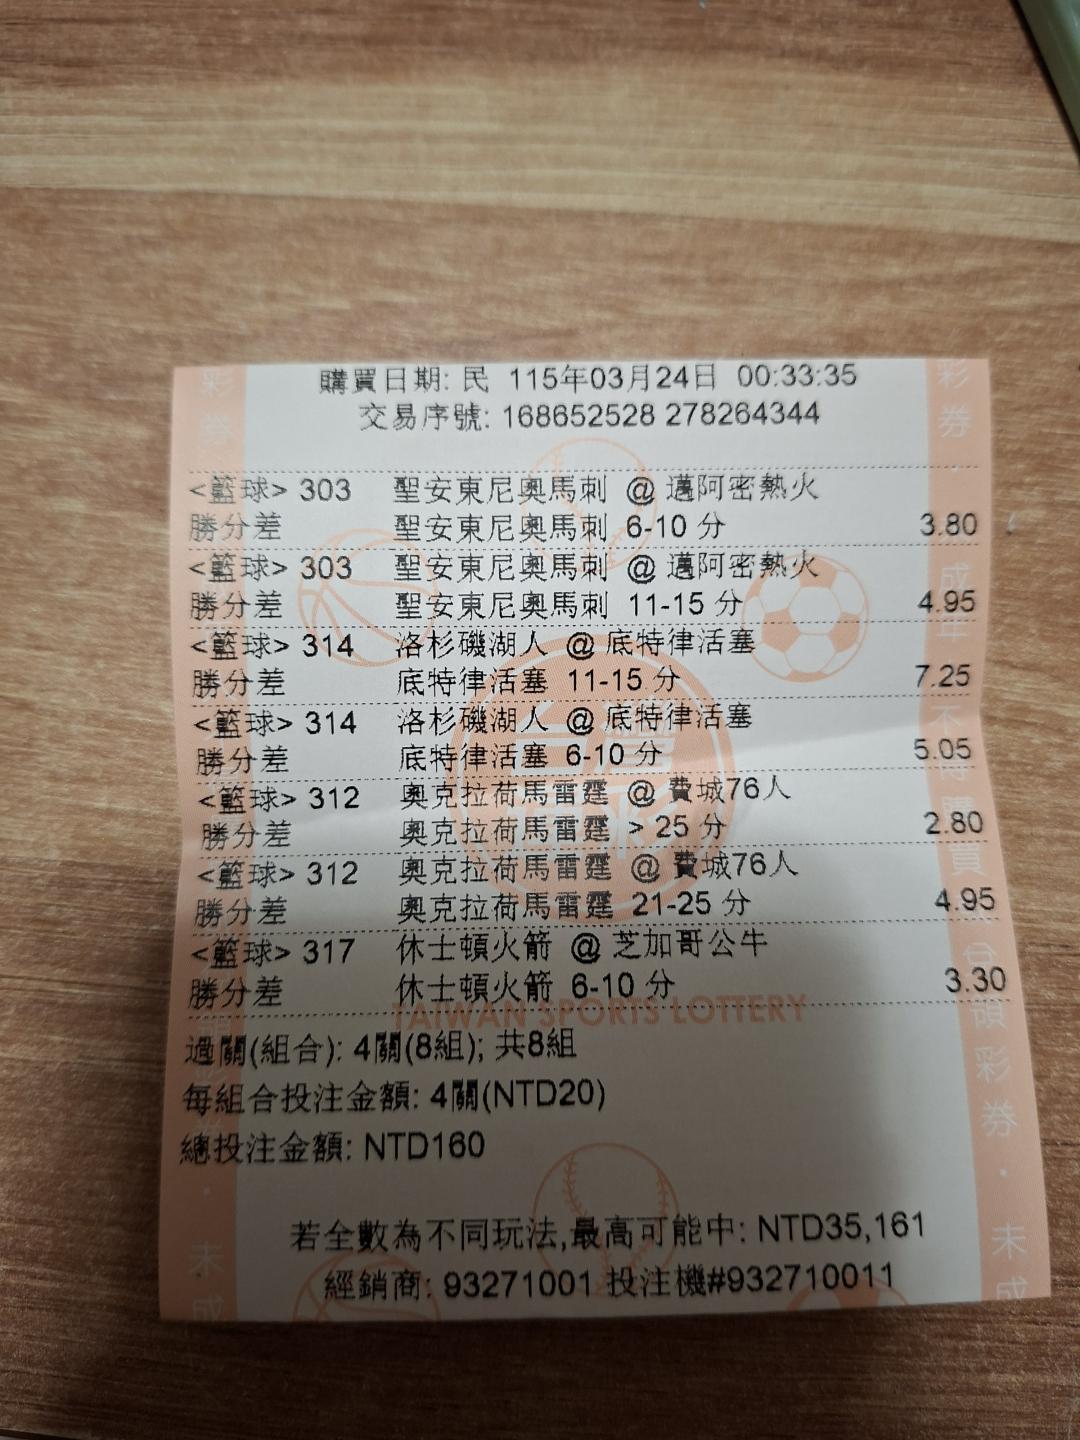 購買日期: 民 115年03月24日 00:33:35
交易序號: 168652528 278264344
<籃球> 303 聖安東尼奧馬刺 @ 邁阿密熱火
勝分差 聖安東尼奧馬刺 6-10 分 3.80
<籃球> 303 聖安東尼奧馬刺 @ 邁阿密熱火
勝分差 聖安東尼奧馬刺 11-15 分 4.95
<籃球> 314 洛杉磯湖人 @ 底特律活塞
勝分差 底特律活塞 11-15 分 7.25
<籃球> 314 洛杉磯湖人 @ 底特律活塞
勝分差 底特律活塞 6-10 分 5.05
<籃球> 312 奧克拉荷馬雷霆 @ 費城76人
勝分差 奧克拉荷馬雷霆 > 25 分 2.80
<籃球> 312 奧克拉荷馬雷霆 @ 費城76人
勝分差 奧克拉荷馬雷霆 21-25 分 4.95
<籃球> 317 休士頓火箭 @ 芝加哥公牛
勝分差 休士頓火箭 6-10 分 3.30
TAIWAN SPORTS LOTTERY
過關(組合): 4關(8組); 共8組
每組合投注金額: 4關(NTD20)
總投注金額: NTD160
若全數為不同玩法,最高可能中: NTD35,161
經銷商: 93271001 投注機#932710011